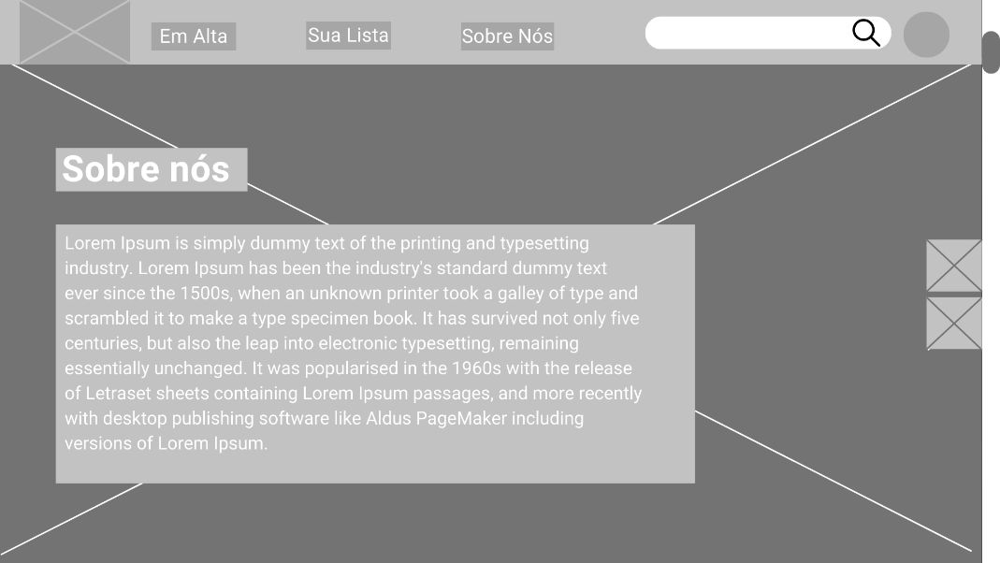 Em Alta
Sua Lista
Sobre Nós
Sobre nós
Lorem Ipsum is simply dummy text of the printing and typesetting
industry. Lorem Ipsum has been the industry's standard dummy text
ever since the 1500s, when an unknown printer took a galley of type and
scrambled it to make a type specimen book. It has survived not only five
centuries, but also the leap into electronic typesetting, remaining
essentially unchanged. It was popularised in the 1960s with the release
of Letraset sheets containing Lorem Ipsum passages, and more recently
with desktop publishing software like Aldus PageMaker including
versions of Lorem Ipsum.